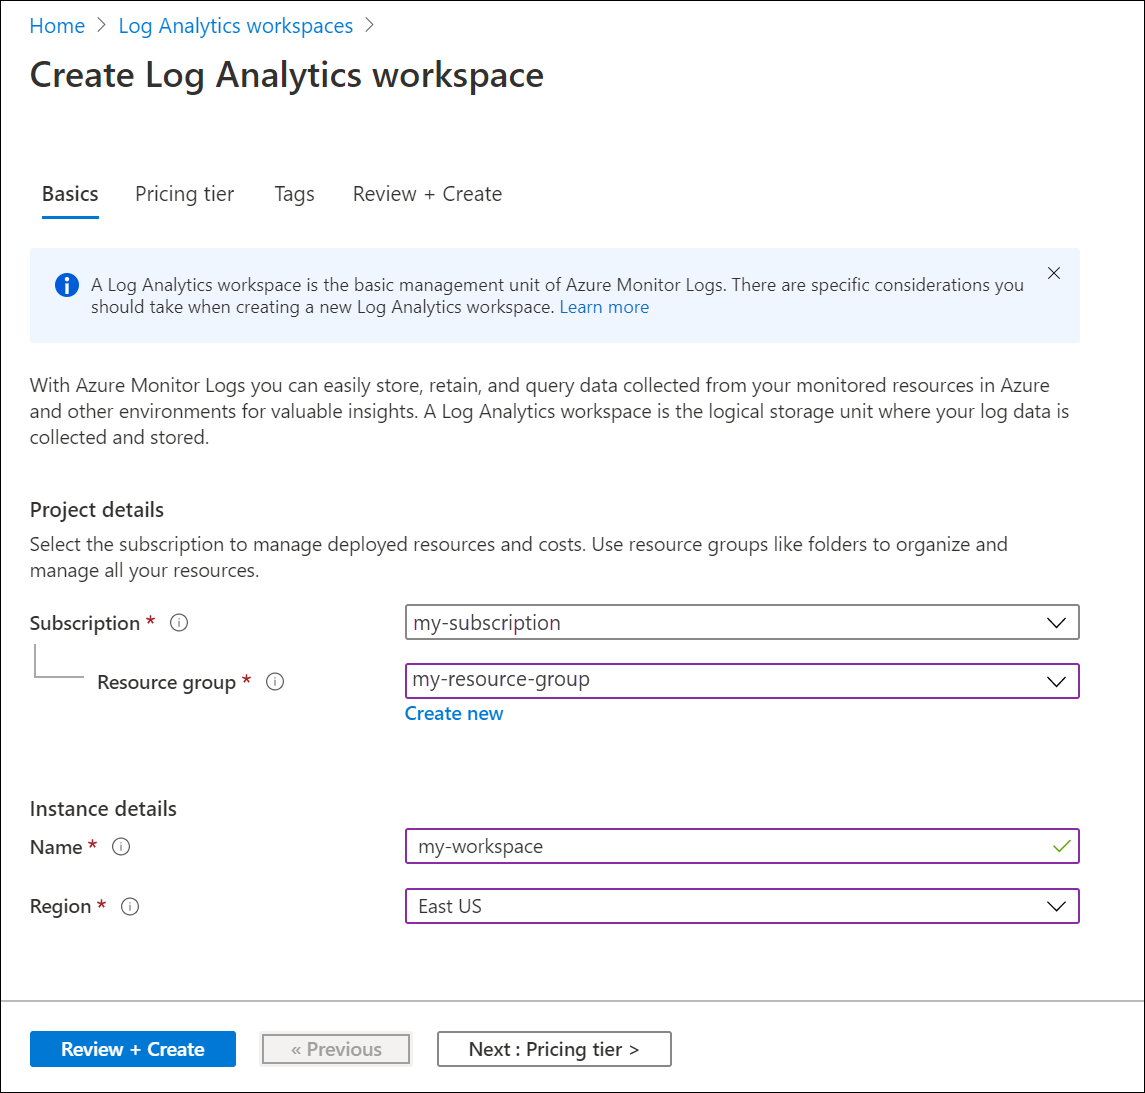 Home > Log Analytics workspaces >
Create Log Analytics workspace
Basics Pricing tier Tags Review + Create
A Log Analytics workspace is the basic management unit of Azure Monitor Logs. There are specific considerations you
should take when creating a new Log Analytics workspace. Learn more
With Azure Monitor Logs you can easily store, retain, and query data collected from your monitored resources in Azure
and other environments for valuable insights. A Log Analytics workspace is the logical storage unit where your log data is
collected and stored.
Project details
Select the subscription to manage deployed resources and costs. Use resource groups like folders to organize and
manage all your resources.
Subscription * my-subscription
Resource group * my-resource-group
Create new
Instance details
Name * my-workspace
Region * East US
Review + Create « Previous Next : Pricing tier >